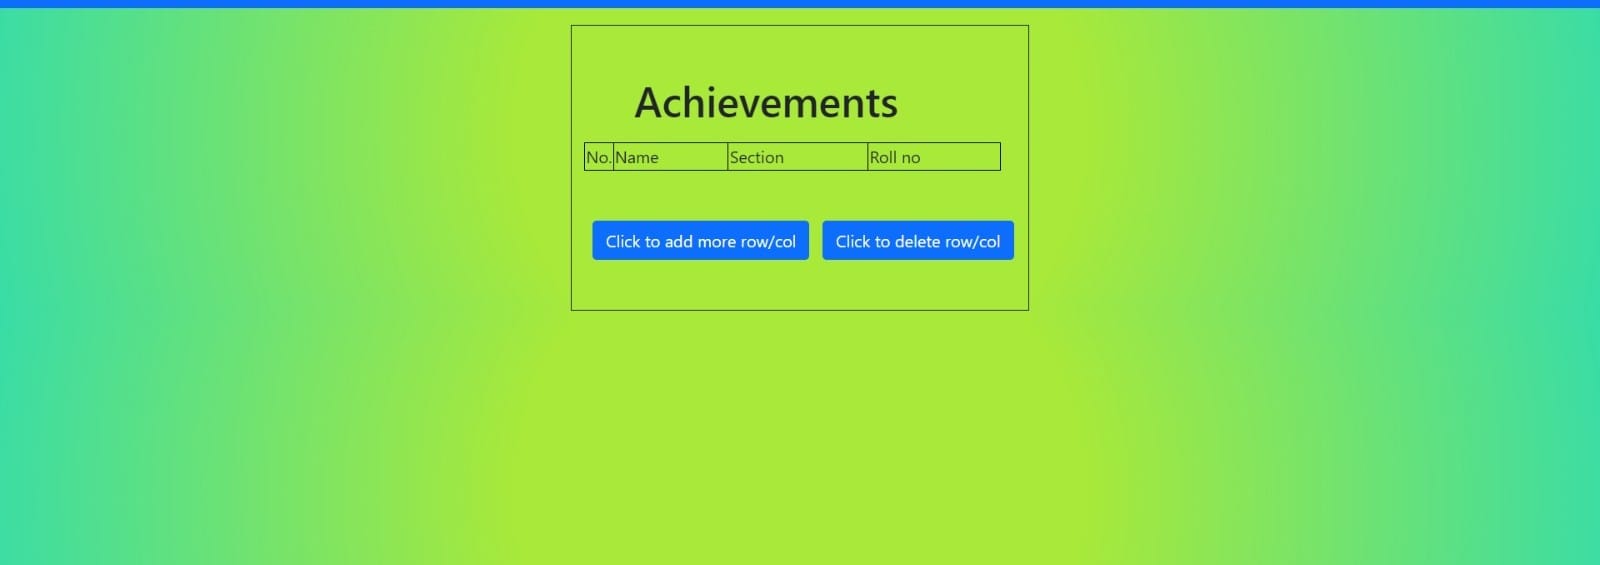 Achievements
No. Name Section Roll no
Click to add more row/col Click to delete row/col